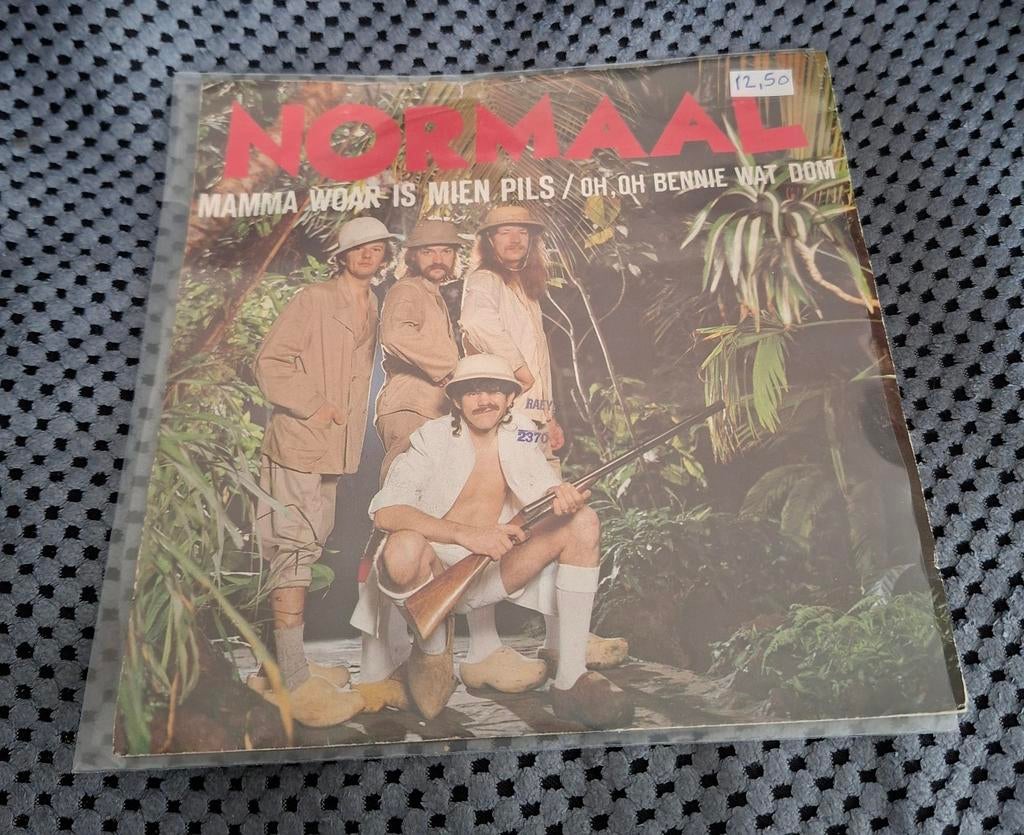 12,50
NORMAAL
MAMMA WOAR IS MIEN PILS / OH, OH BENNIE WAT DOM
2370